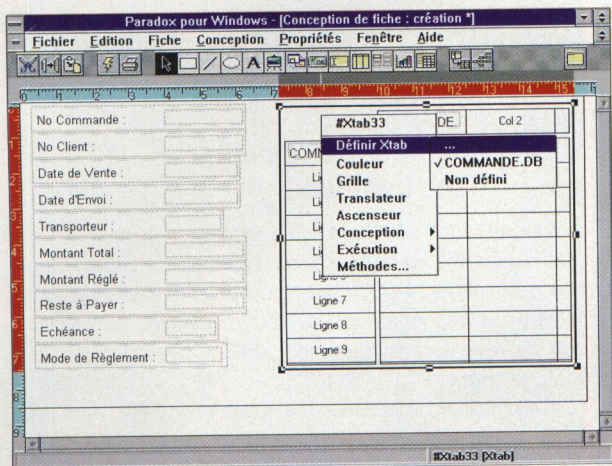 Paradox pour Windows - [Conception de fiche : création *]
Fichier Edition Fiche Conception Propriétés Fenêtre Aide
No Commande :
No Client :
Date de Vente :
Date d'Envoi :
Transporteur :
Montant Total :
Montant Réglé :
Reste à Payer :
Echéance :
Mode de Règlement :
DE. Col 2
COMM
Ligne 7
Ligne 8
Ligne 9
#Xtab33
Définir Xtab
Couleur
Grille
Translateur
Ascenseur
Conception
Exécution
Méthodes...
...
√ COMMANDE.DB
Non défini
#Xtab33 [Xtab]